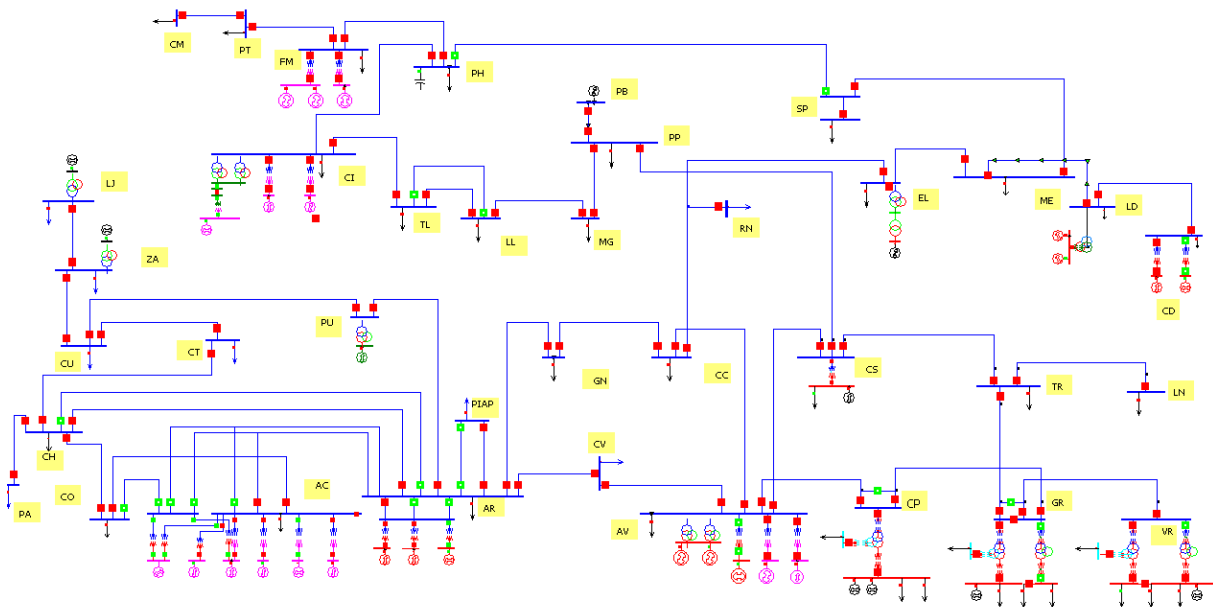 CM
PT
FM
PH
PB
SP
PP
LJ
CI
EL
ME
LD
TL
LL
MG
RN
ZA
CD
PU
CU
CT
GN
CC
CS
TR
LN
PIAP
CH
CV
PA
CO
AC
AR
AV
CP
GR
VR